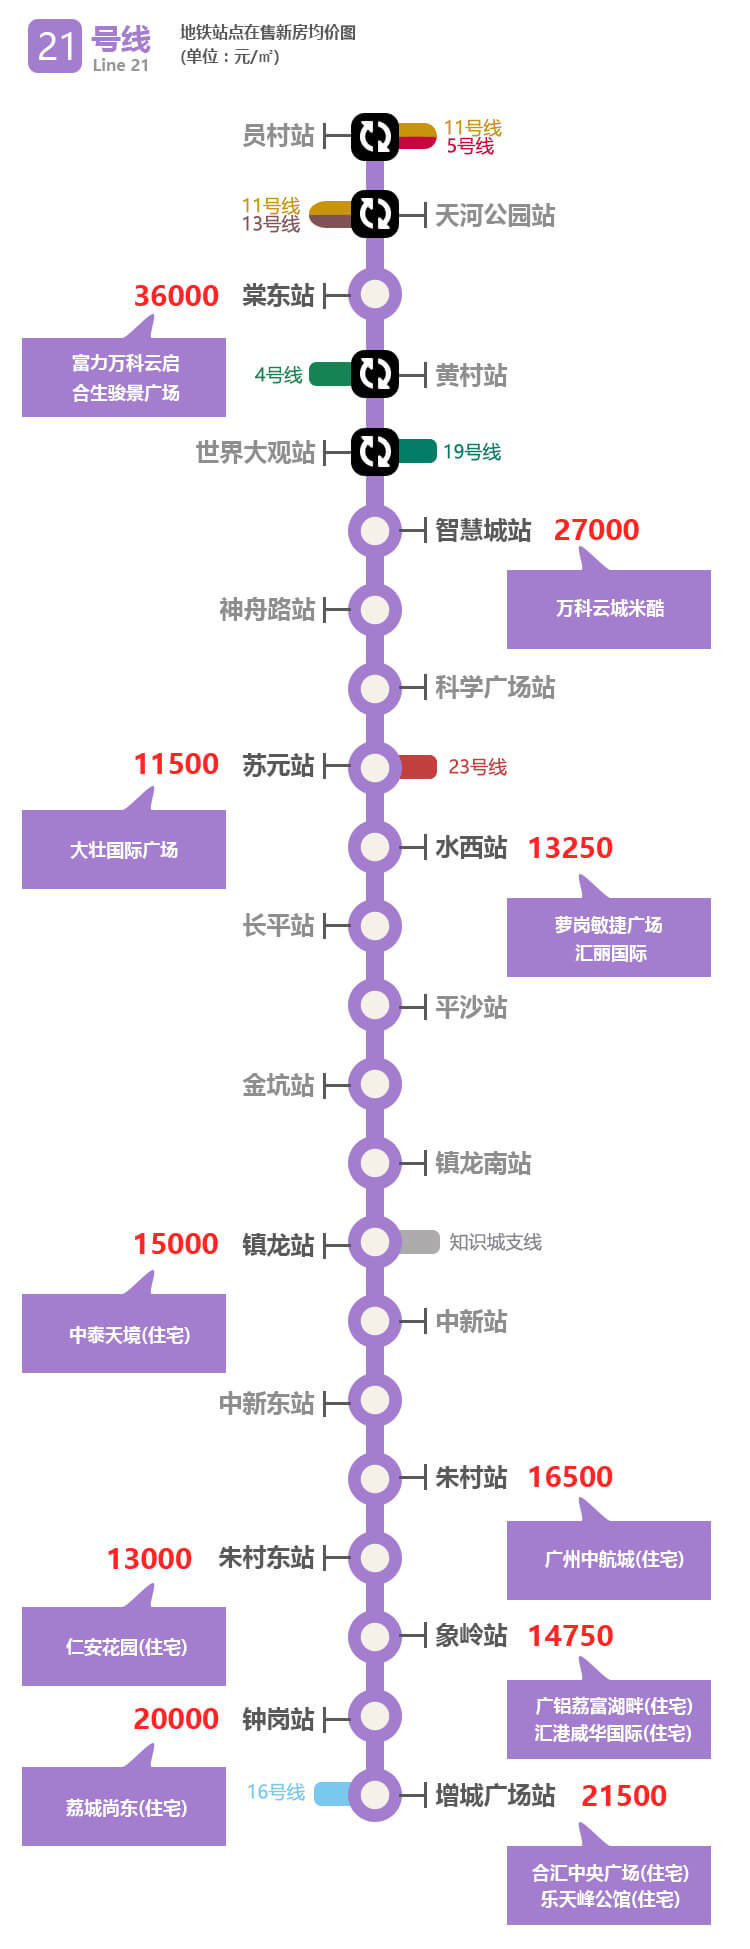 21 号线
Line 21
地铁站点在售新房均价图
(单位：元/㎡)
员村站
11号线
5号线
11号线
13号线
天河公园站
36000 棠东站
富力万科云启
合生骏景广场
4号线
黄村站
世界大观站
19号线
智慧城站 27000
万科云城米酷
神舟路站
科学广场站
11500 苏元站
23号线
大壮国际广场
水西站 13250
萝岗敏捷广场
汇丽国际
长平站
平沙站
金坑站
镇龙南站
15000 镇龙站
知识城支线
中泰天境(住宅)
中新站
中新东站
朱村站 16500
广州中航城(住宅)
13000 朱村东站
仁安花园(住宅)
象岭站 14750
广铝荔富湖畔(住宅)
汇港威华国际(住宅)
20000 钟岗站
荔城尚东(住宅)
16号线
增城广场站 21500
合汇中央广场(住宅)
乐天峰公馆(住宅)